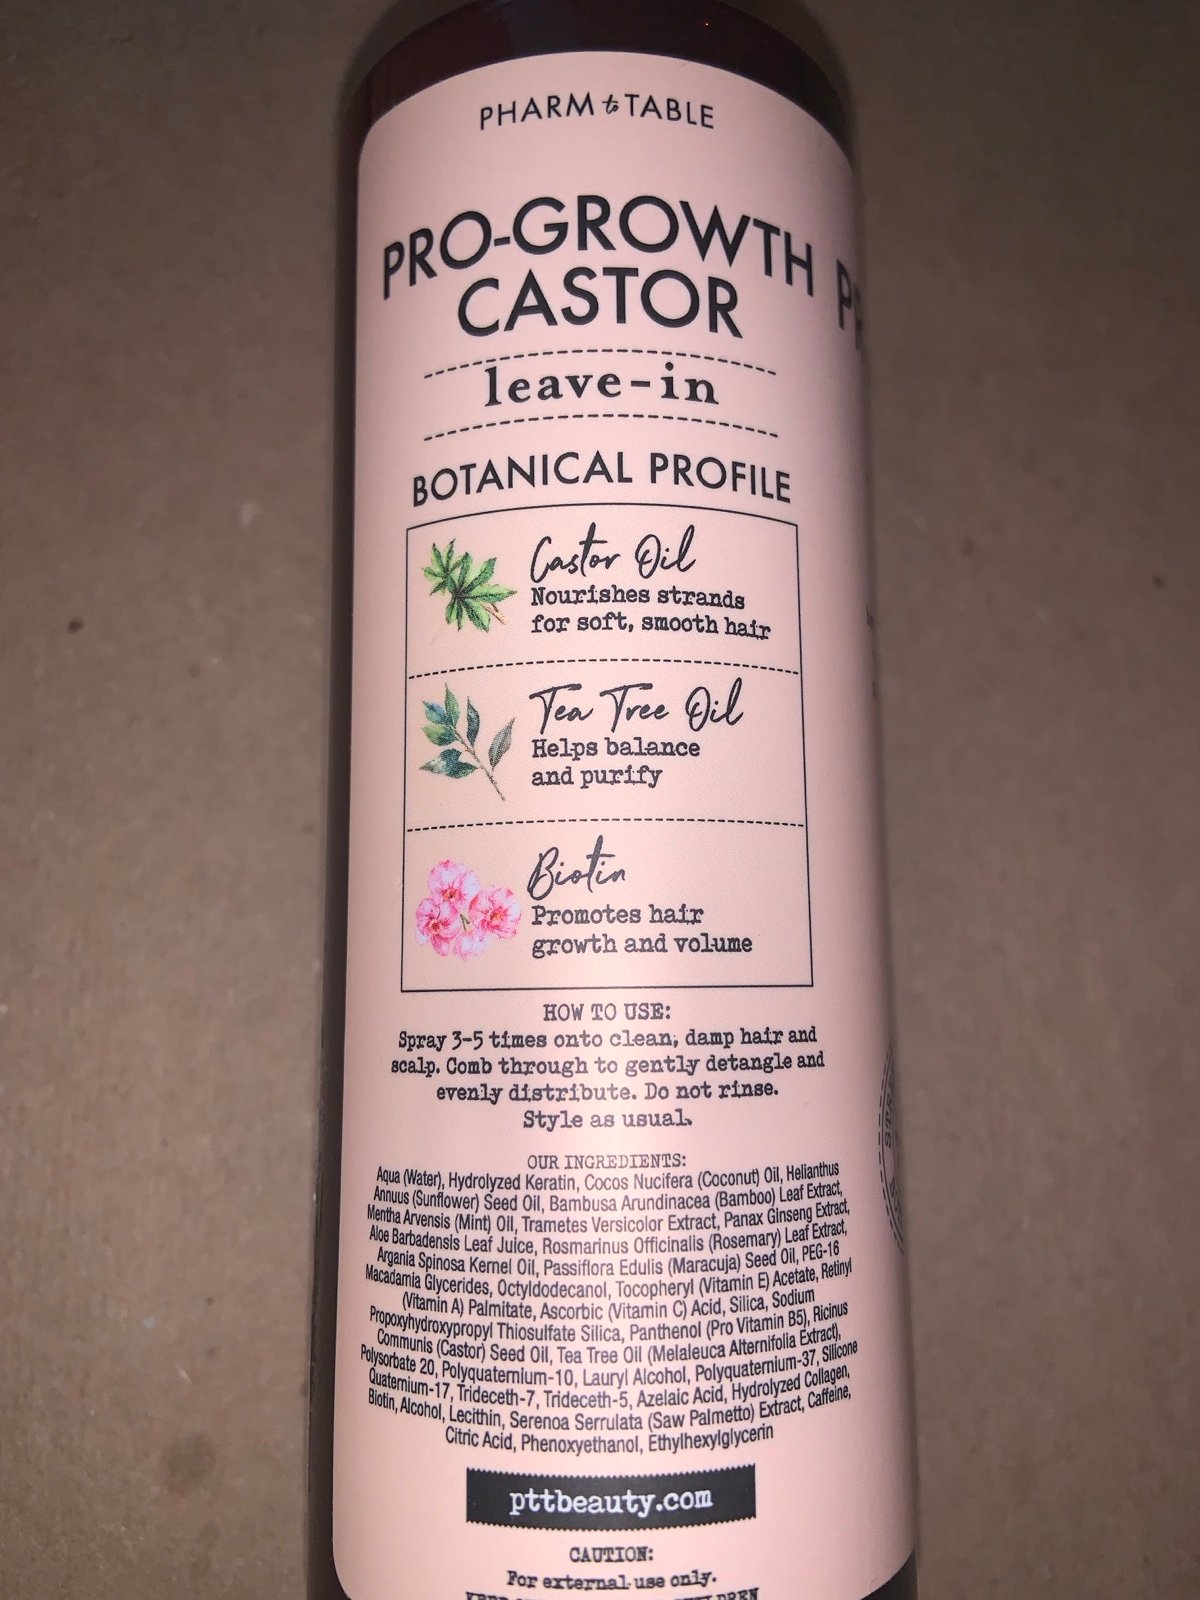 PHARM to TABLE
PRO-GROWTH
CASTOR
leave-in
BOTANICAL PROFILE
Castor Oil
Nourishes strands
for soft, smooth hair
Tea Tree Oil
Helps balance
and purify
Biotin
Promotes hair
growth and volume
HOW TO USE:
Spray 3-5 times onto clean, damp hair and
scalp. Comb through to gently detangle and
evenly distribute. Do not rinse.
Style as usual.
OUR INGREDIENTS:
Aqua (Water), Hydrolyzed Keratin, Cocos Nucifera (Coconut) Oil, Helianthus
Annuus (Sunflower) Seed Oil, Bambusa Arundinacea (Bamboo) Leaf Extract,
Mentha Arvensis (Mint) Oil, Trametes Versicolor Extract, Panax Ginseng Extract,
Aloe Barbadensis Leaf Juice, Rosmarinus Officinalis (Rosemary) Leaf Extract,
Argania Spinosa Kernel Oil, Passiflora Edulis (Maracuja) Seed Oil, PEG-16
Macadamia Glycerides, Octyldodecanol, Tocopheryl (Vitamin E) Acetate, Retinyl
(Vitamin A) Palmitate, Ascorbic (Vitamin C) Acid, Silica, Sodium
Propoxyhydroxypropyl Thiosulfate Silica, Panthenol (Pro Vitamin B5), Ricinus
Communis (Castor) Seed Oil, Tea Tree Oil (Melaleuca Alternifolia Extract),
Polysorbate 20, Polyquaternium-10, Lauryl Alcohol, Polyquaternium-37, Silicone
Quaternium-17, Trideceth-7, Trideceth-5, Azelaic Acid, Hydrolyzed Collagen,
Biotin, Alcohol, Lecithin, Serenoa Serrulata (Saw Palmetto) Extract, Caffeine,
Citric Acid, Phenoxyethanol, Ethylhexylglycerin
pttbeauty.com
CAUTION:
For external use only.